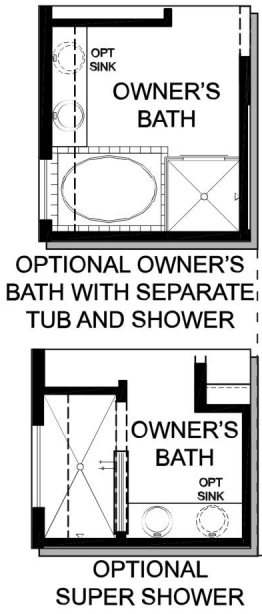 OPT
SINK
OWNER'S
BATH
OPTIONAL OWNER'S
BATH WITH SEPARATE
TUB AND SHOWER
OWNER'S
BATH
OPT
SINK
OPTIONAL
SUPER SHOWER